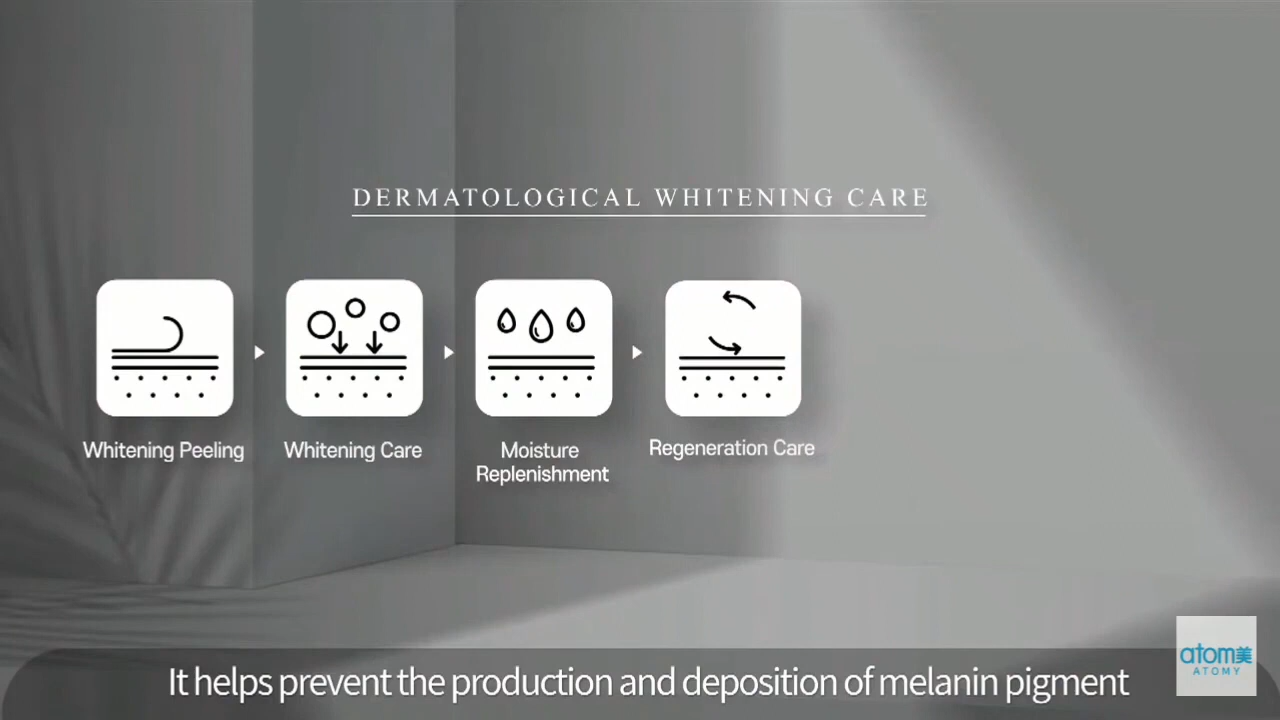 DERMATOLOGICAL WHITENING CARE
Whitening Peeling
Whitening Care
Moisture
Replenishment
Regeneration Care
It helps prevent the production and deposition of melanin pigment
atom美
ATOMY